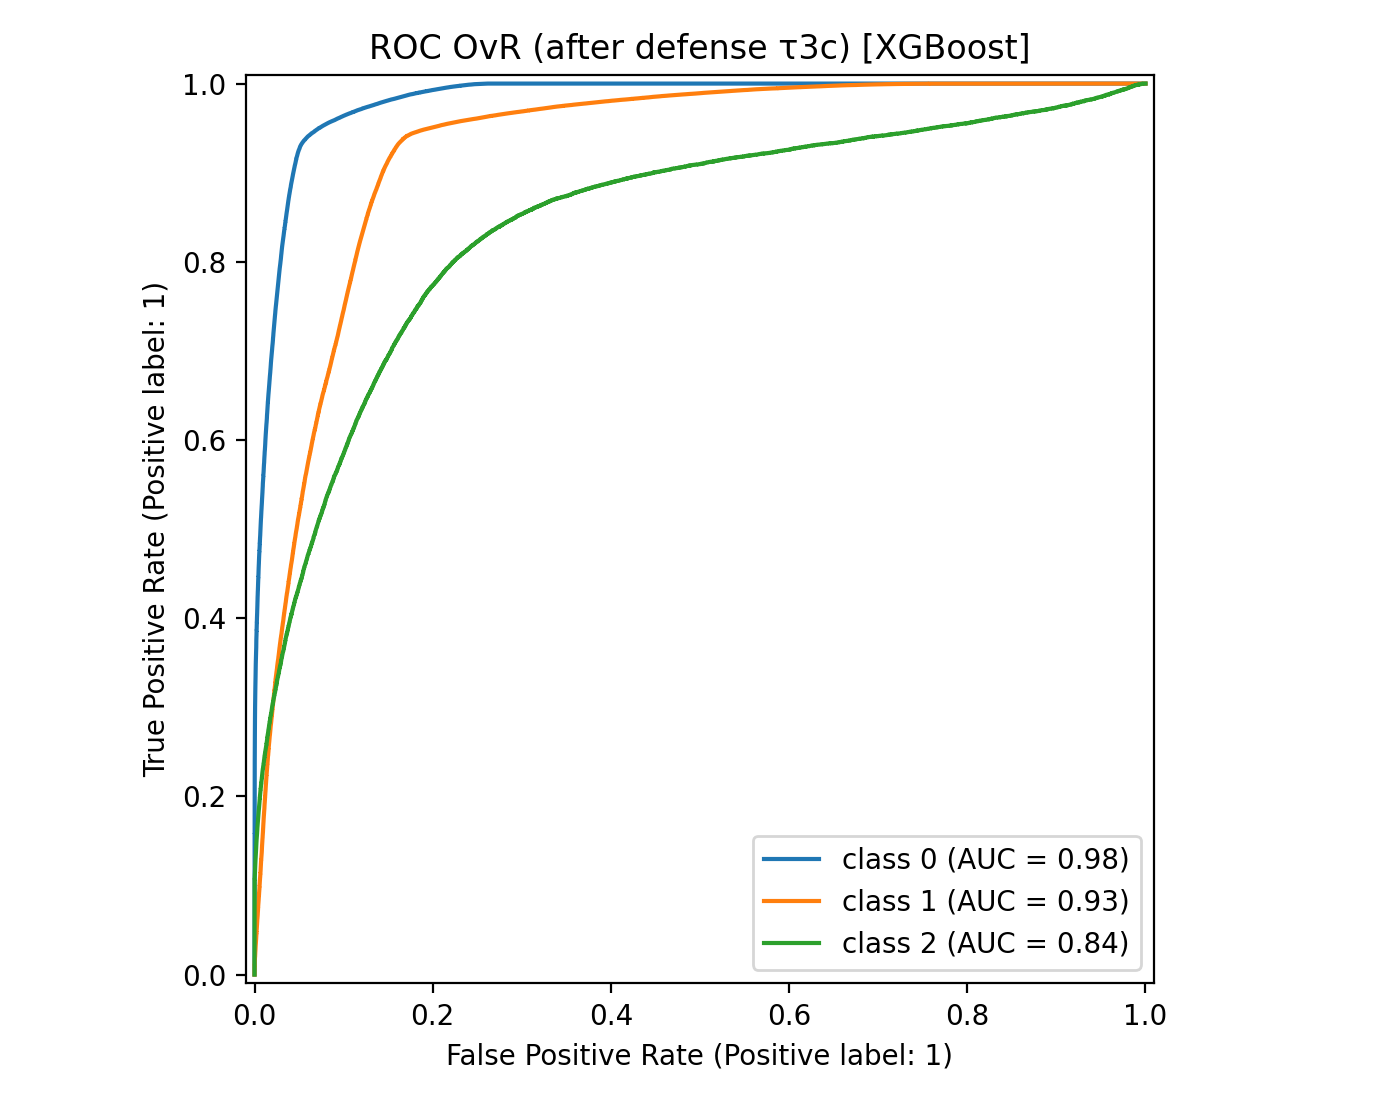 ROC OvR (after defense τ3c) [XGBoost]
1.0
0.8
0.6
0.4
0.2
0.0
True Positive Rate (Positive label: 1)
class 0 (AUC = 0.98)
class 1 (AUC = 0.93)
class 2 (AUC = 0.84)
0.0 0.2 0.4 0.6 0.8 1.0
False Positive Rate (Positive label: 1)